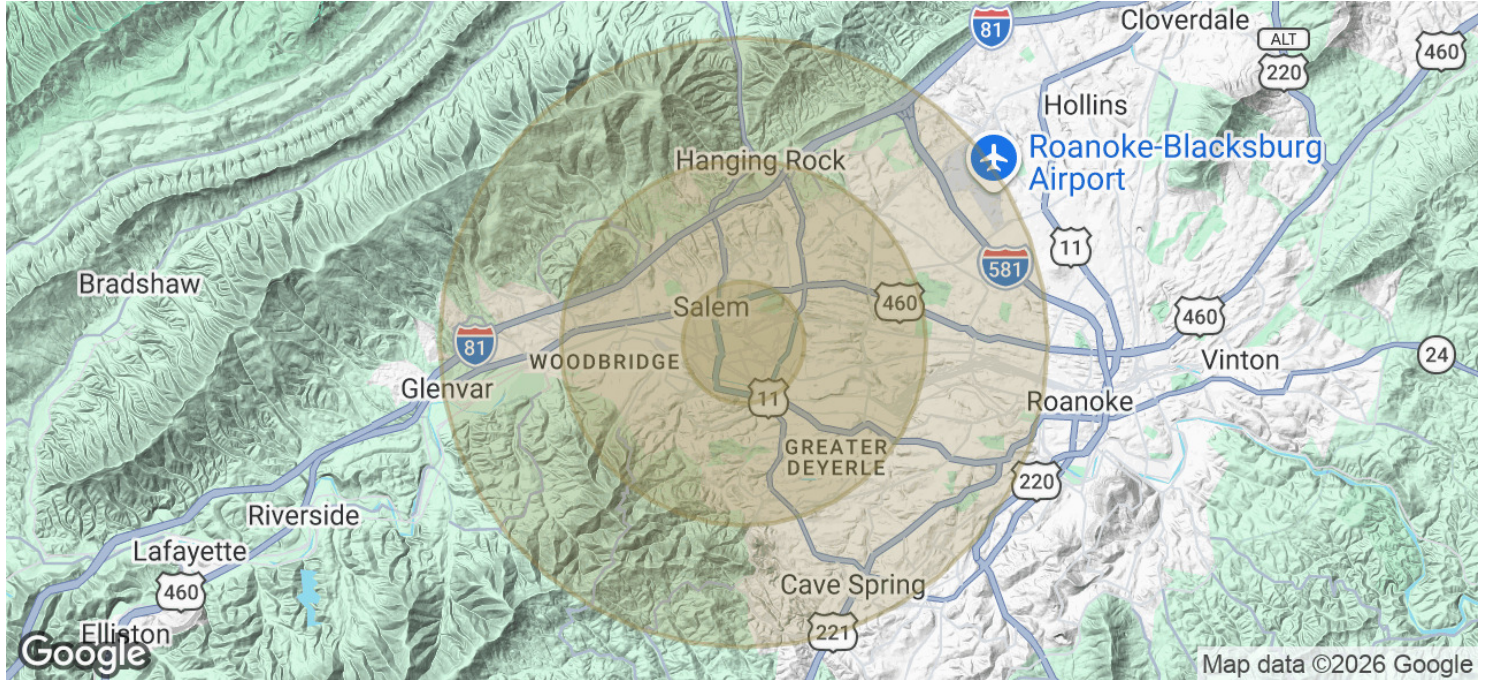 81
Cloverdale
ALT
220
460
Hollins
Roanoke-Blacksburg
Airport
Hanging Rock
11
581
Bradshaw
Salem
460
460
81
WOODBRIDGE
Vinton
24
Glenvar
11
Roanoke
GREATER
DEYERLE
220
Riverside
Lafayette
460
Cave Spring
221
Elliston
Google
Map data ©2026 Google